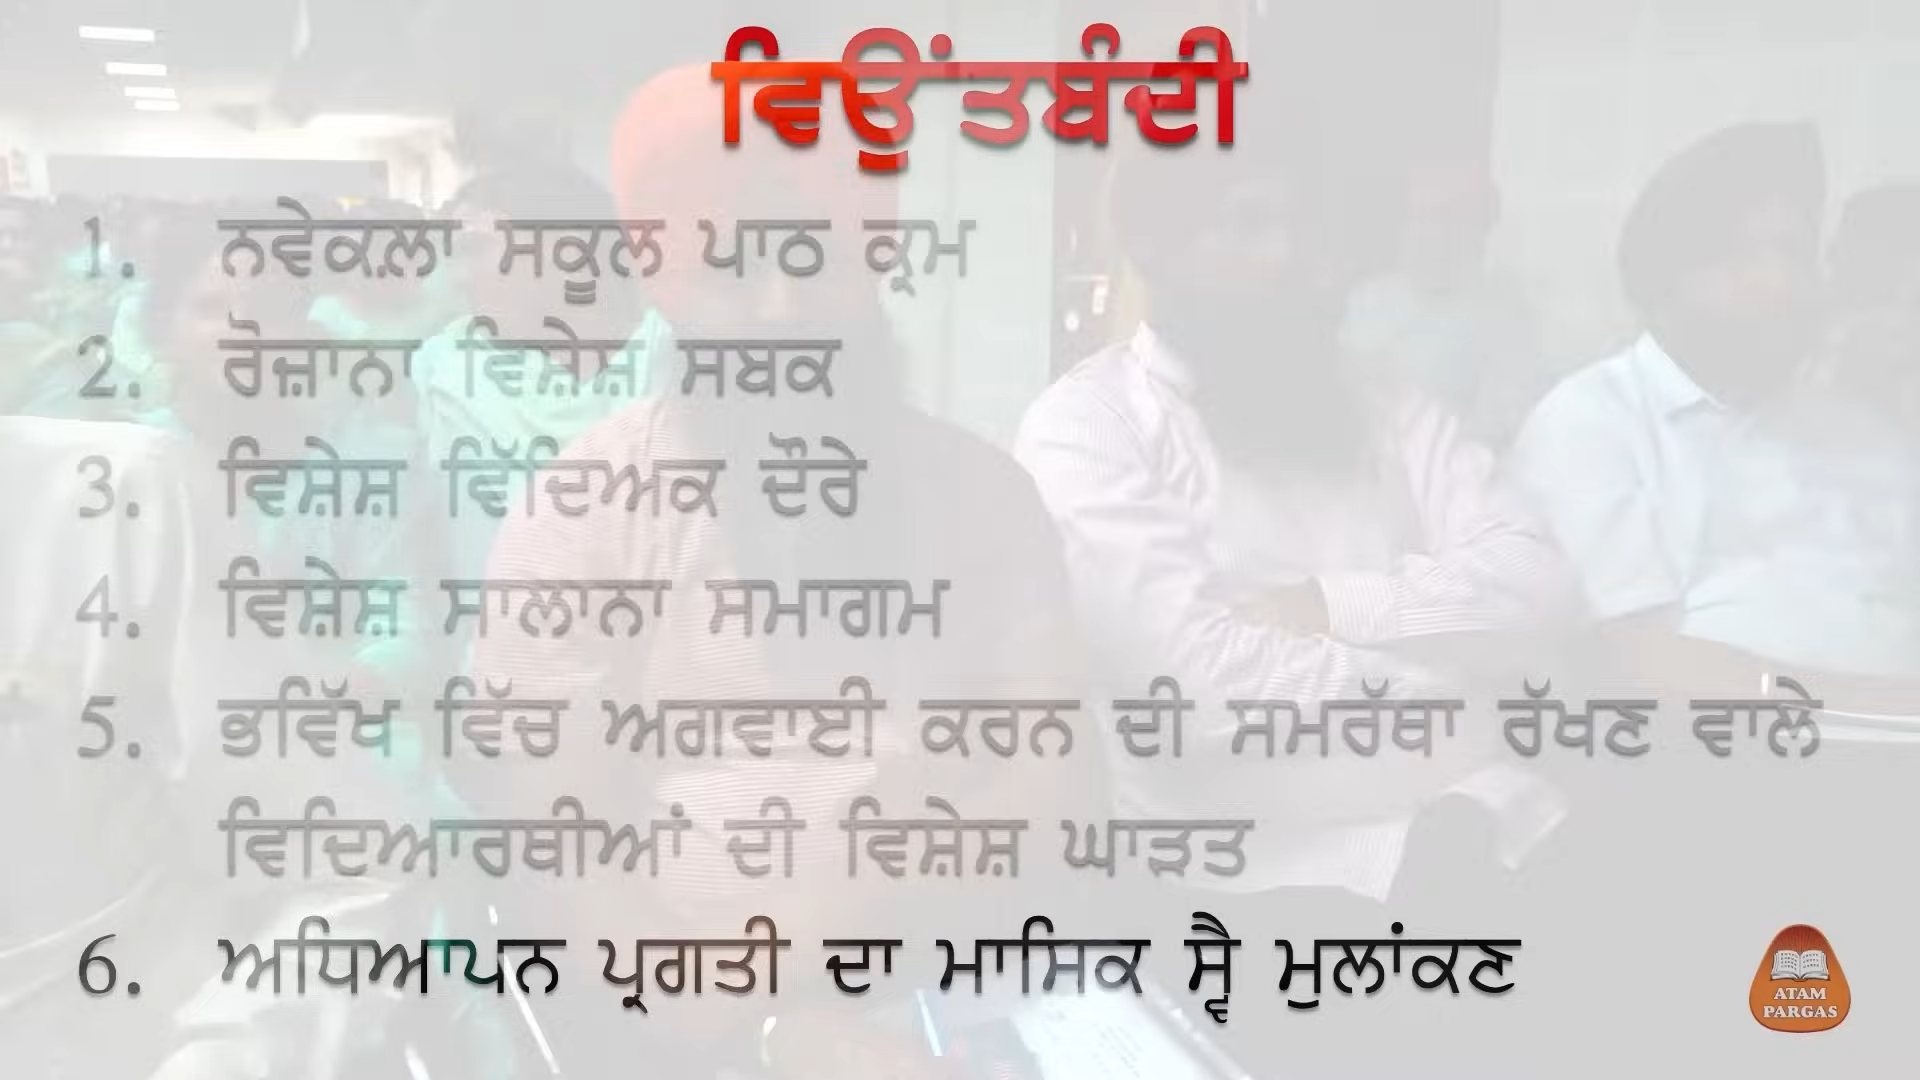 ਵਿਉਂਤਬੰਦੀ
1. ਨਵੇਕਲ਼ਾ ਸਕੂਲ ਪਾਠ ਕ੍ਰਮ
2. ਰੋਜ਼ਾਨਾ ਵਿਸ਼ੇਸ਼ ਸਬਕ
3. ਵਿਸ਼ੇਸ਼ ਵਿੱਦਿਅਕ ਦੌਰੇ
4. ਵਿਸ਼ੇਸ਼ ਸਾਲਾਨਾ ਸਮਾਗਮ
5. ਭਵਿੱਖ ਵਿੱਚ ਅਗਵਾਈ ਕਰਨ ਦੀ ਸਮਰੱਥਾ ਰੱਖਣ ਵਾਲੇ
ਵਿਦਿਆਰਥੀਆਂ ਦੀ ਵਿਸ਼ੇਸ਼ ਘਾੜਤ
6. ਅਧਿਆਪਨ ਪ੍ਰਗਤੀ ਦਾ ਮਾਸਿਕ ਸ੍ਵੈ ਮੁਲਾਂਕਣ
ATAM
PARGAS